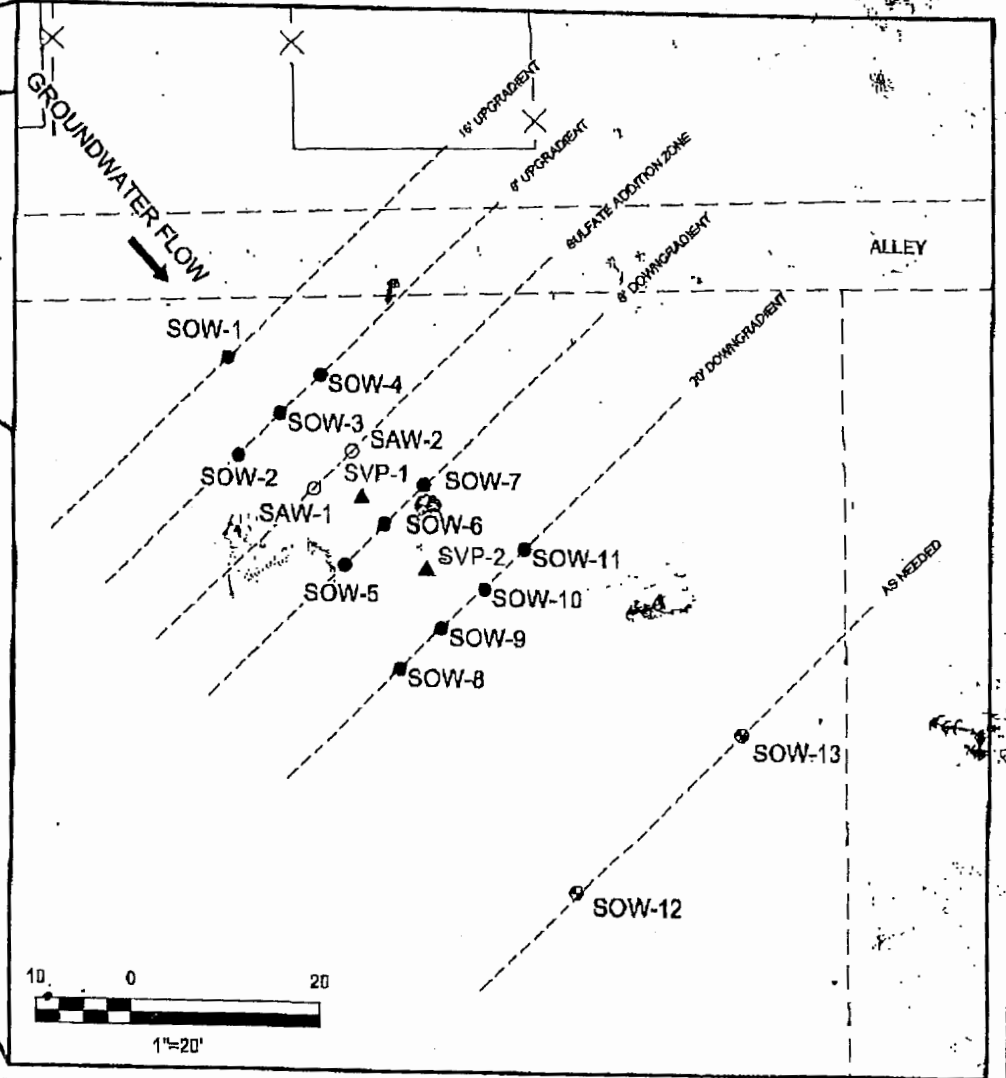 GROUNDWATER FLOW
16' UPGRADIENT
8' UPGRADIENT
SULFATE ADDITION ZONE
8' DOWNGRADIENT
20' DOWNGRADIENT
ALLEY
SOW-1
SOW-4
SOW-3
SAW-2
SOW-2
SVP-1
SOW-7
SAW-1
SOW-6
SVP-2
SOW-11
SOW-5
SOW-10
AS NEEDED
SOW-9
SOW-8
SOW-13
SOW-12
10 0 20
1"=20'